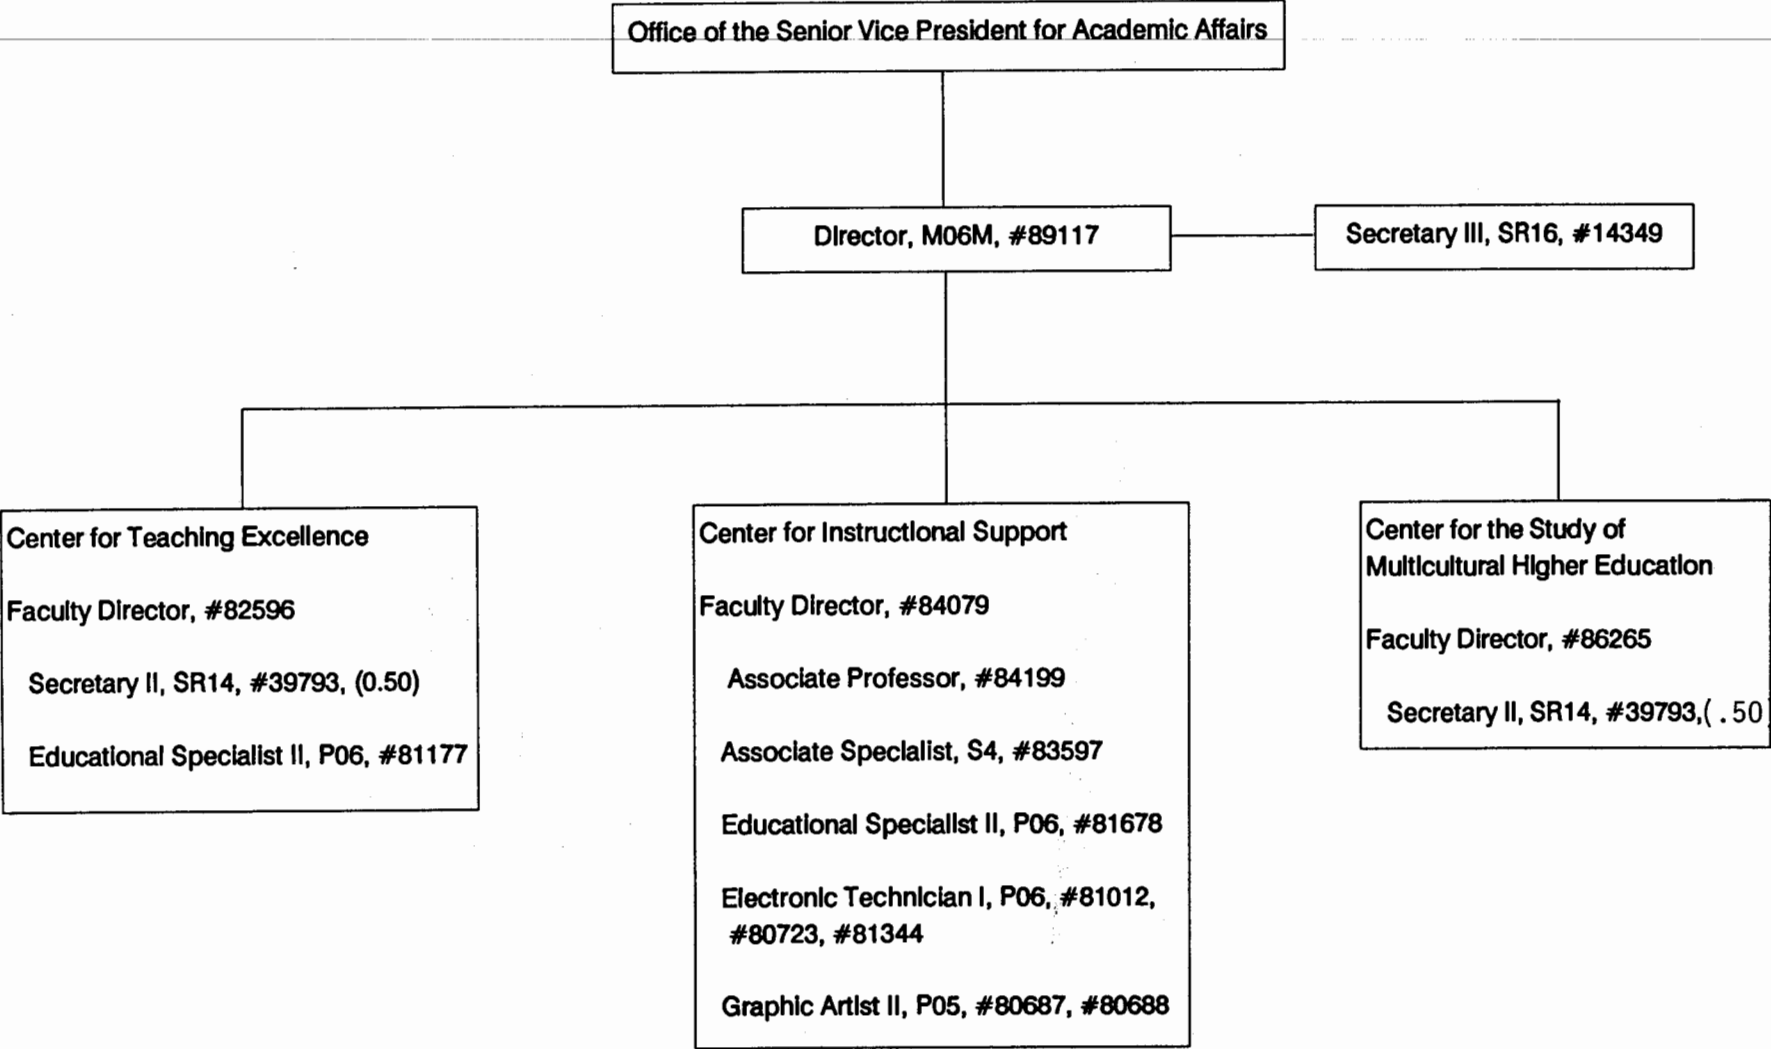 Office of the Senior Vice President for Academic Affairs
Director, M06M, #89117
Secretary III, SR16, #14349
Center for Teaching Excellence
Faculty Director, #82596
Secretary II, SR14, #39793, (0.50)
Educational Specialist II, P06, #81177
Center for Instructional Support
Faculty Director, #84079
Associate Professor, #84199
Associate Specialist, S4, #83597
Educational Specialist II, P06, #81678
Electronic Technician I, P06, #81012,
#80723, #81344
Graphic Artist II, P05, #80687, #80688
Center for the Study of
Multicultural Higher Education
Faculty Director, #86265
Secretary II, SR14, #39793,( .50